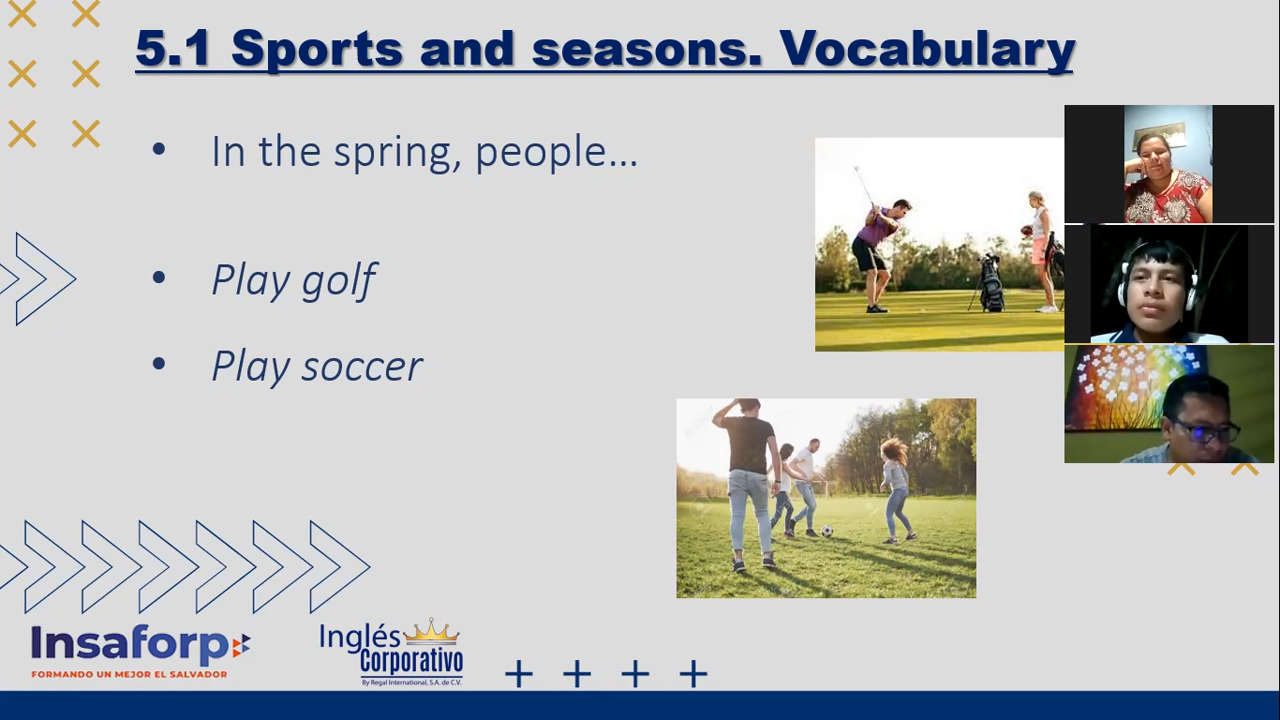 5.1 Sports and seasons. Vocabulary
• In the spring, people…
• Play golf
• Play soccer
Insaforp
FORMANDO UN MEJOR EL SALVADOR
Inglés
Corporativo
By Regal International, S.A. de C.V.